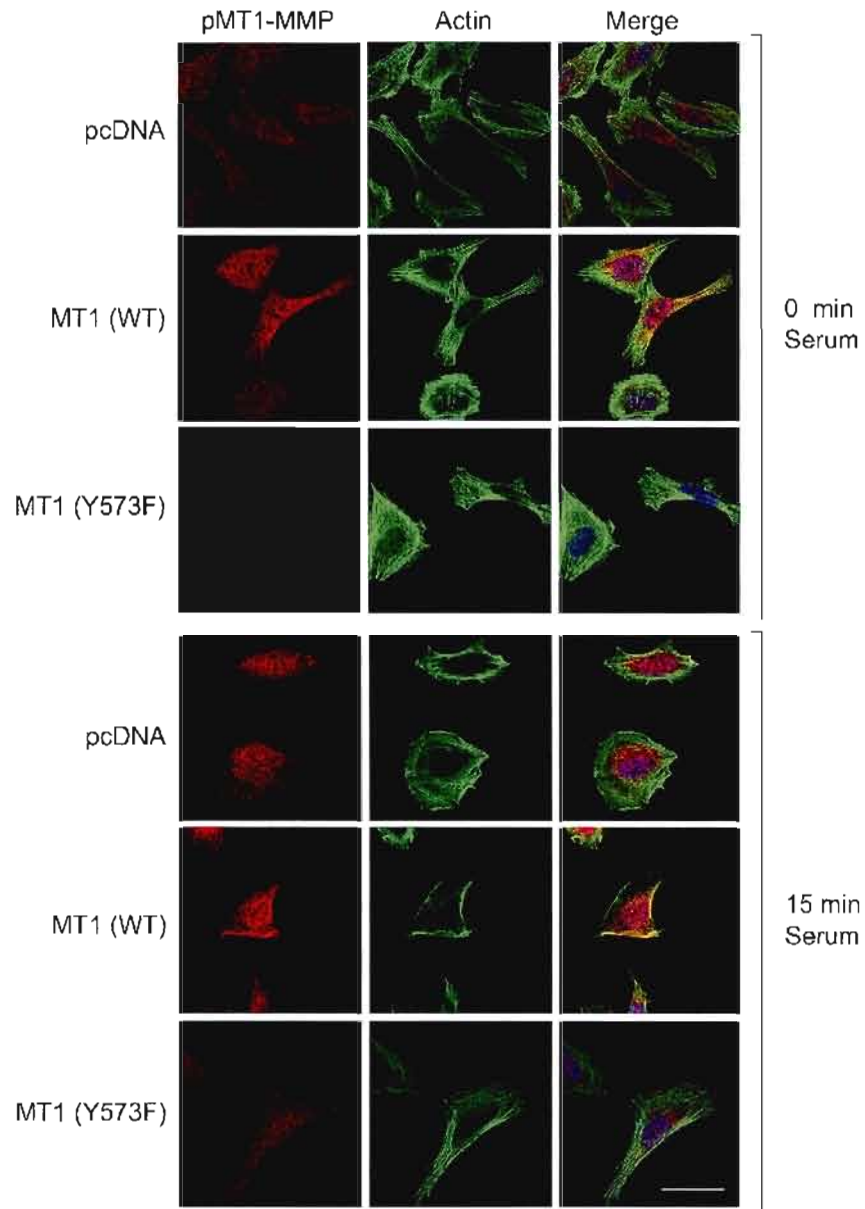 pMT1-MMP Actin Merge
pcDNA
MT1 (WT)
0 min
Serum
MT1 (Y573F)
pcDNA
MT1 (WT)
15 min
Serum
MT1 (Y573F)